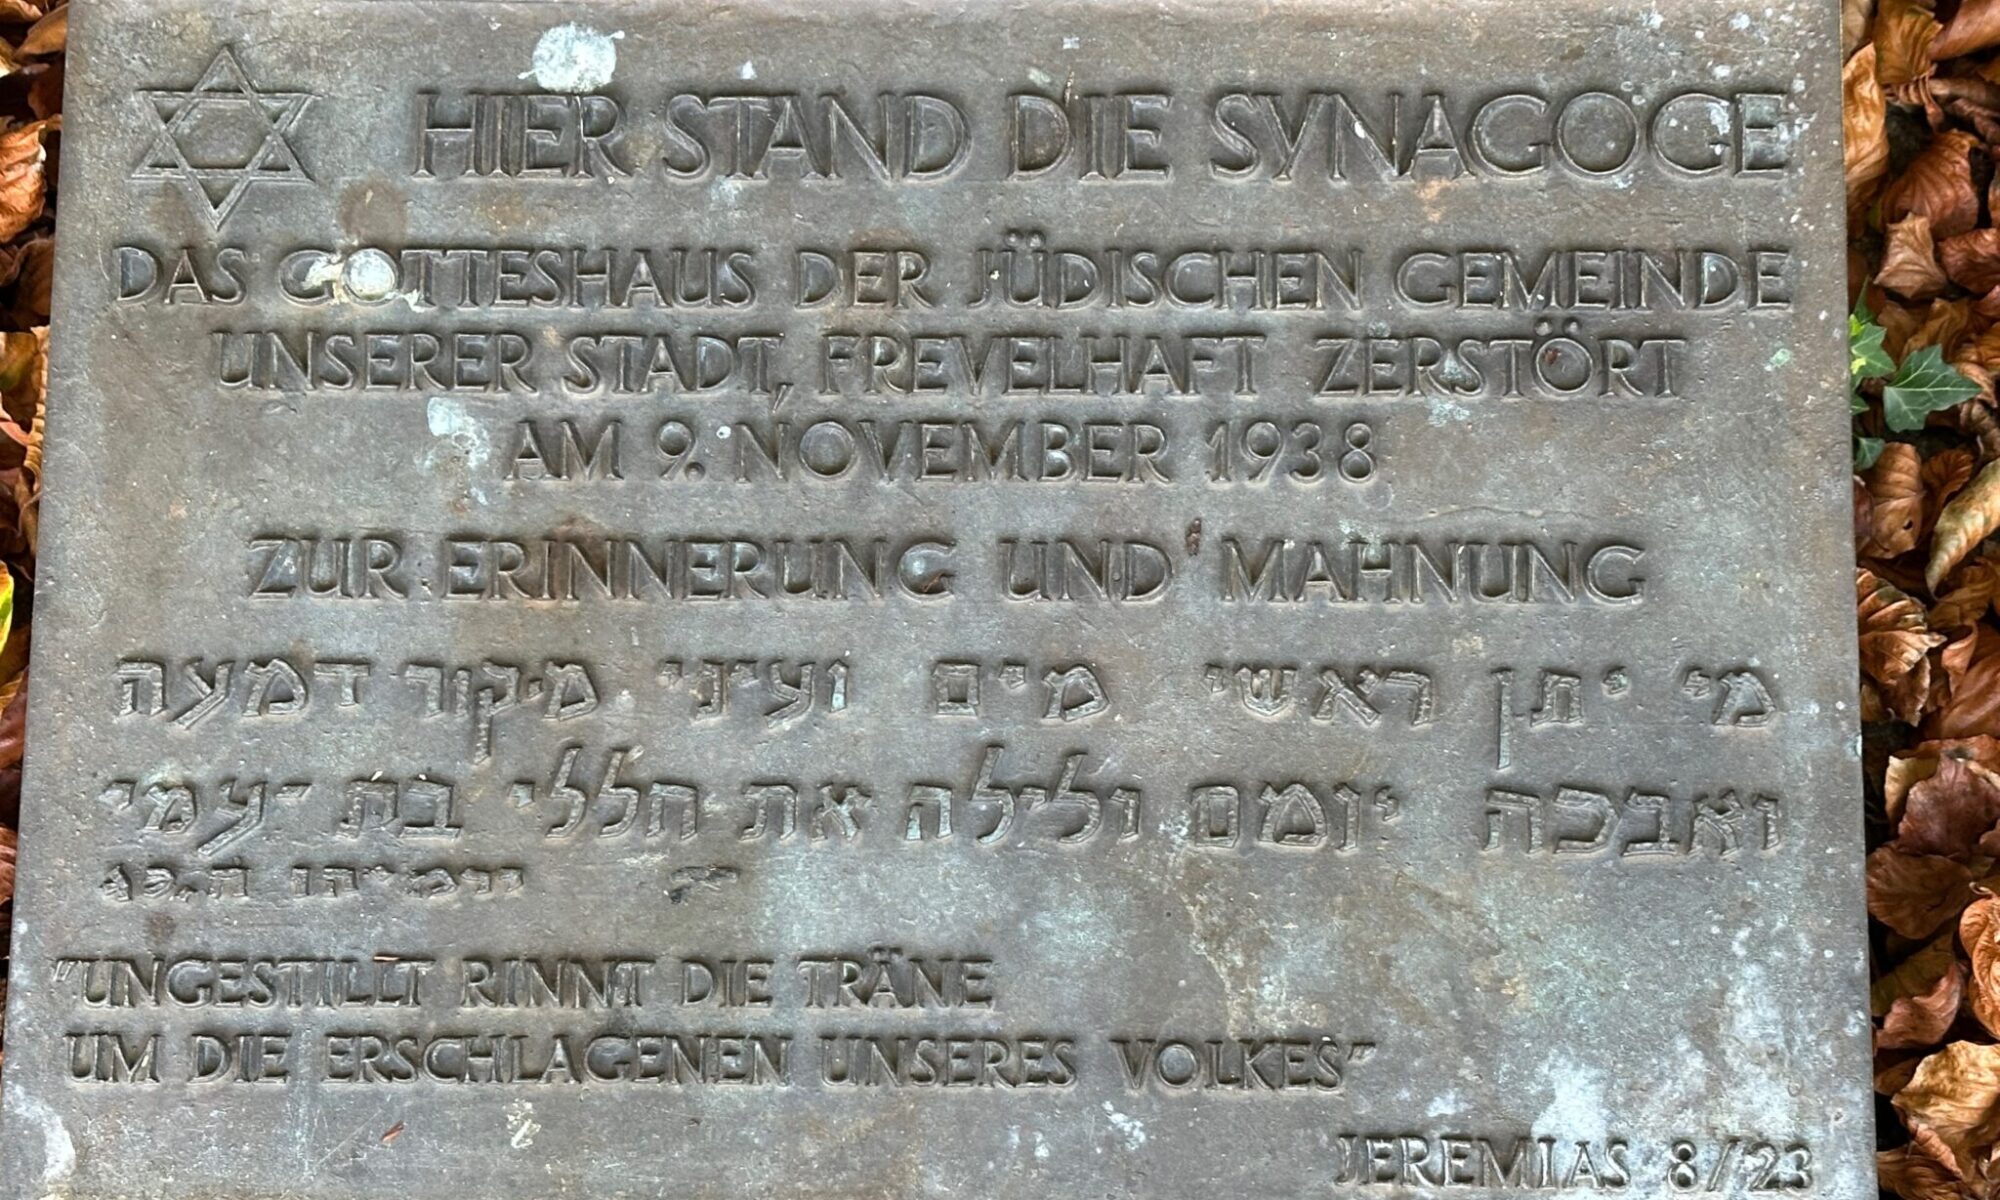 HIER STAND DIE SYNAGOGE
DAS GOTTESHAUS DER JÜDISCHEN GEMEINDE
UNSERER STADT, FREVELHAFT ZERSTÖRT
AM 9. NOVEMBER 1938
ZUR ERINNERUNG UND MAHNUNG
מי יתן ראשי מים ועיני מקור דמעה
ואבכה יומם ולילה את חללי בת־עמי
ירמיהו ח,,כג
"UNGESTILLT RINNT DIE TRÄNE
UM DIE ERSCHLAGENEN UNSERES VOLKES"
JEREMIAS 8/23